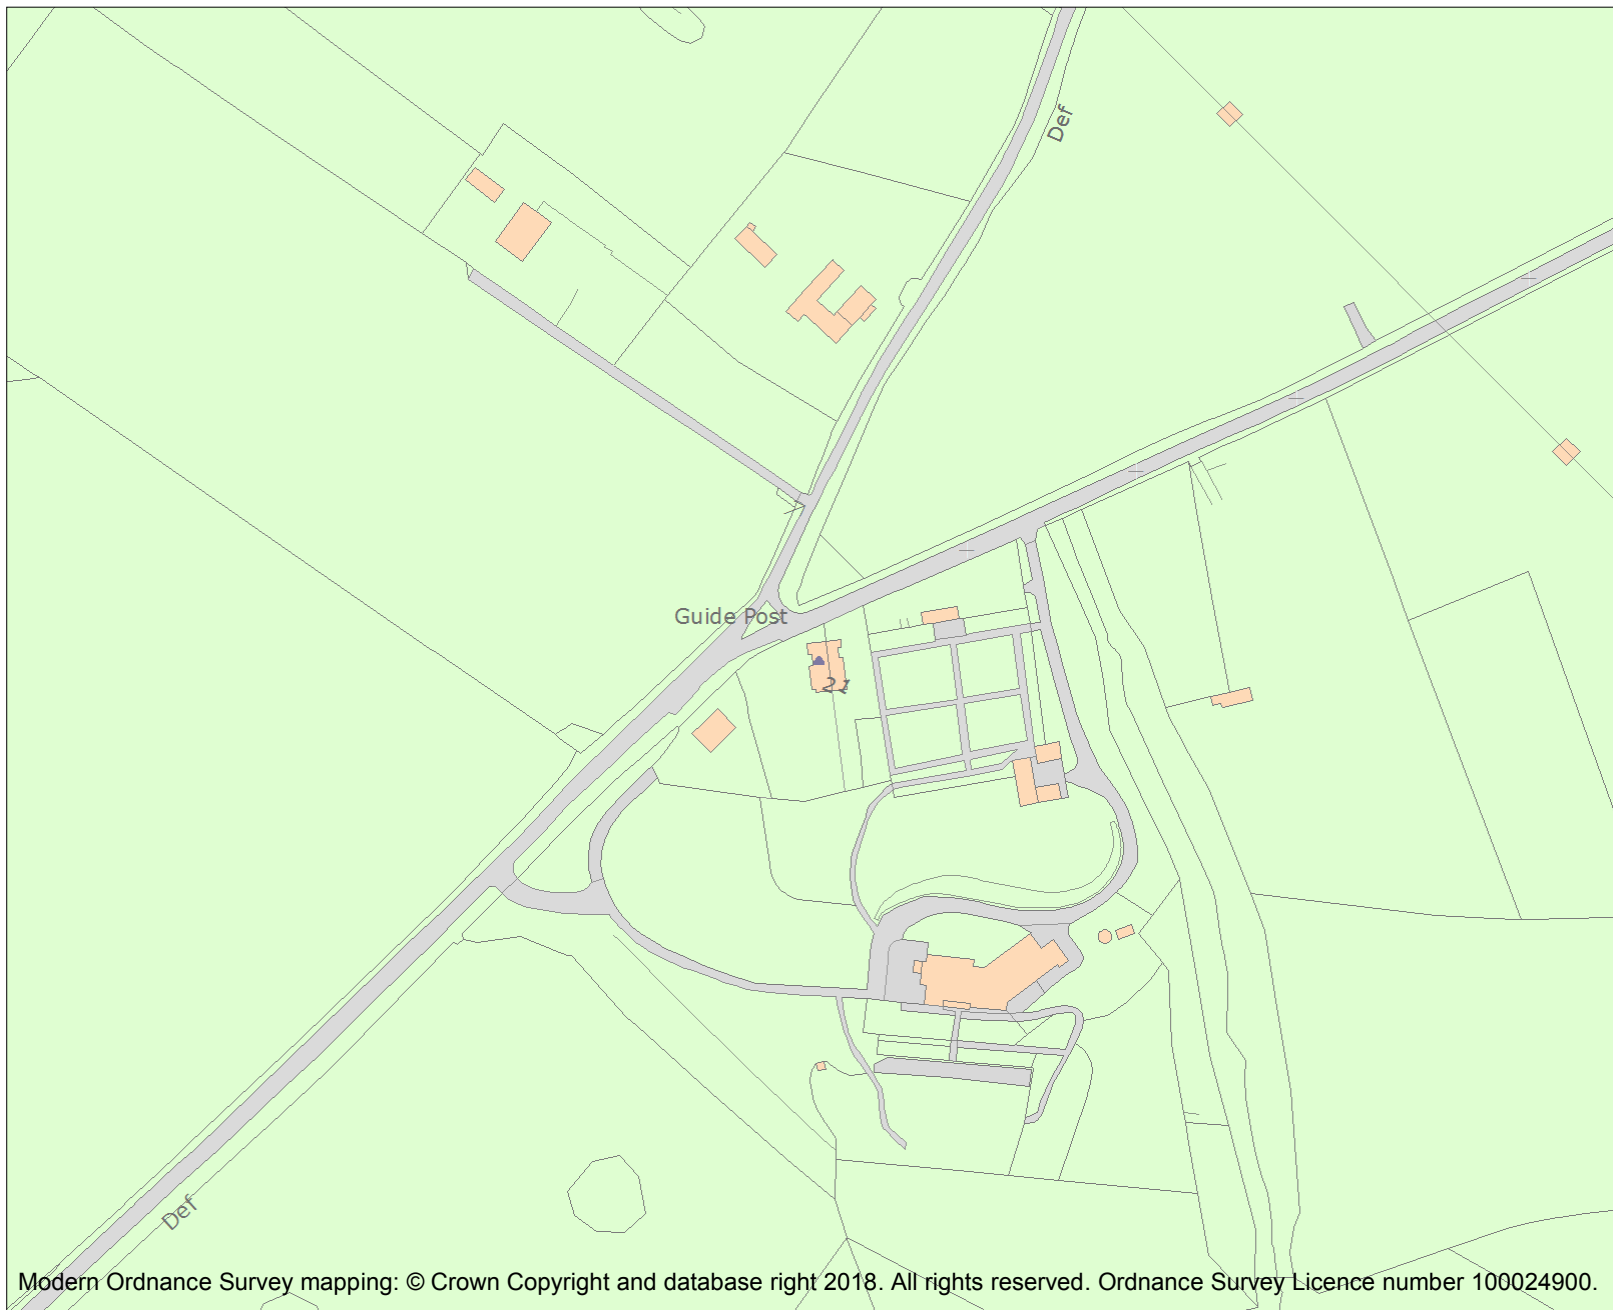 Def
Guide Post
21
Def
Modern Ordnance Survey mapping: © Crown Copyright and database right 2018. All rights reserved. Ordnance Survey Licence number 100024900.